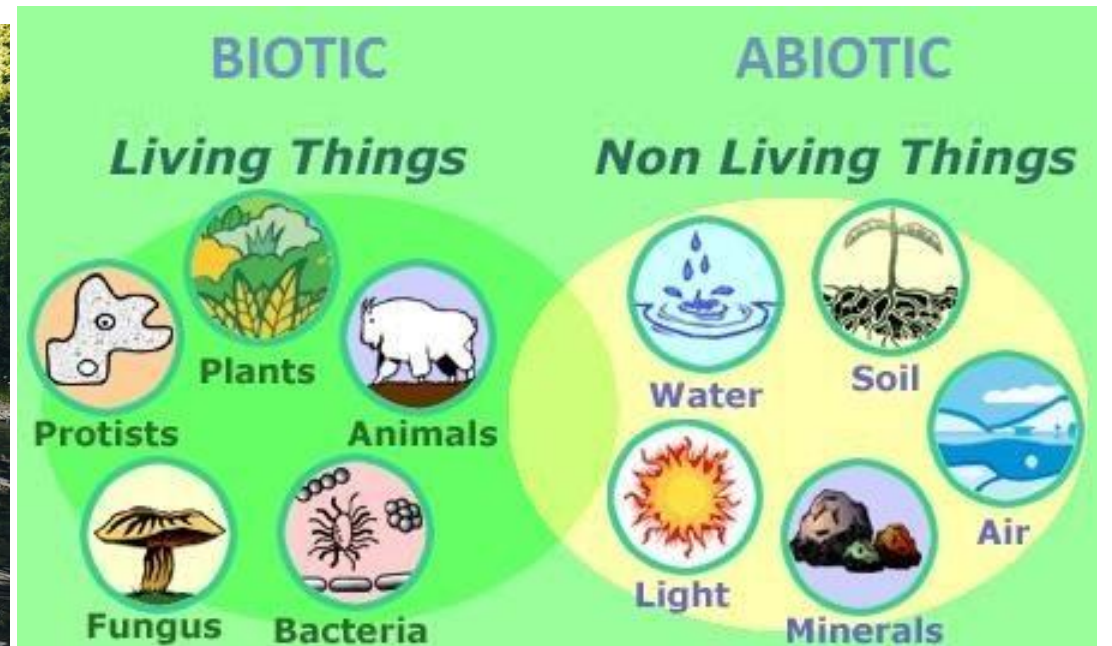 BIOTIC
ABIOTIC
Living Things
Non Living Things
Plants
Protists
Animals
Fungus
Bacteria
Water
Soil
Light
Air
Minerals